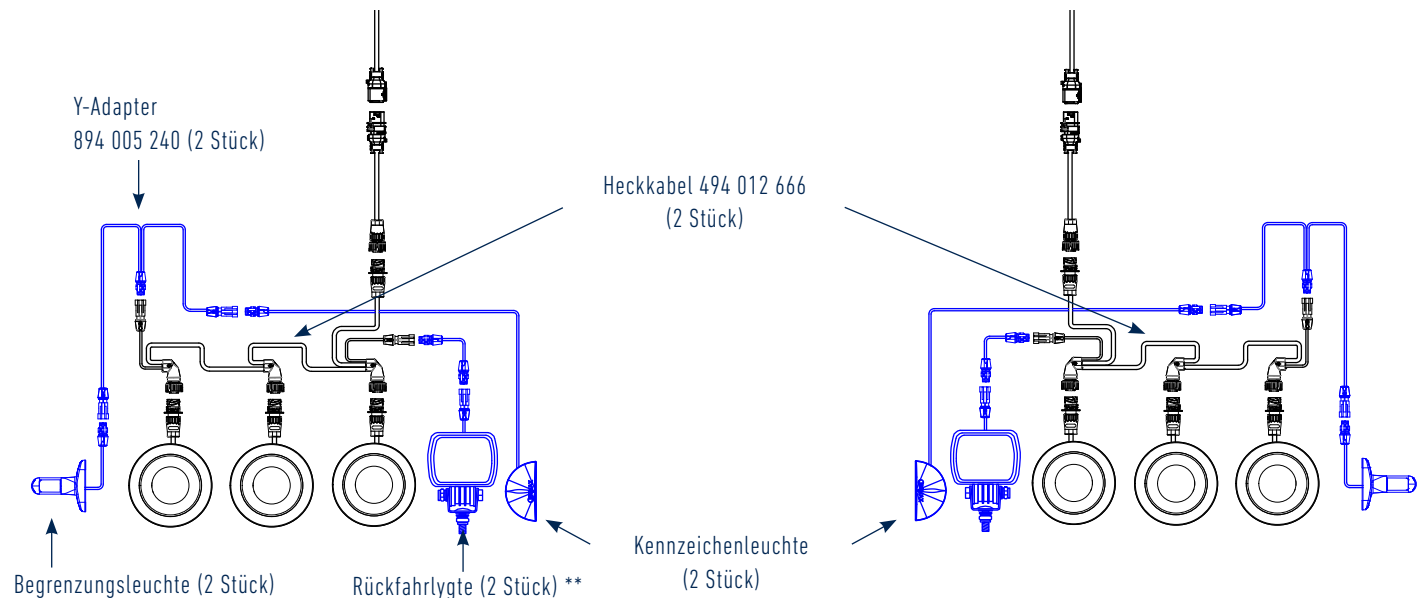 Y-Adapter
894 005 240 (2 Stück)
Heckkabel 494 012 666
(2 Stück)
Kennzeichenleuchte
(2 Stück)
Begrenzungsleuchte (2 Stück)
Rückfahrlygte (2 Stück) **